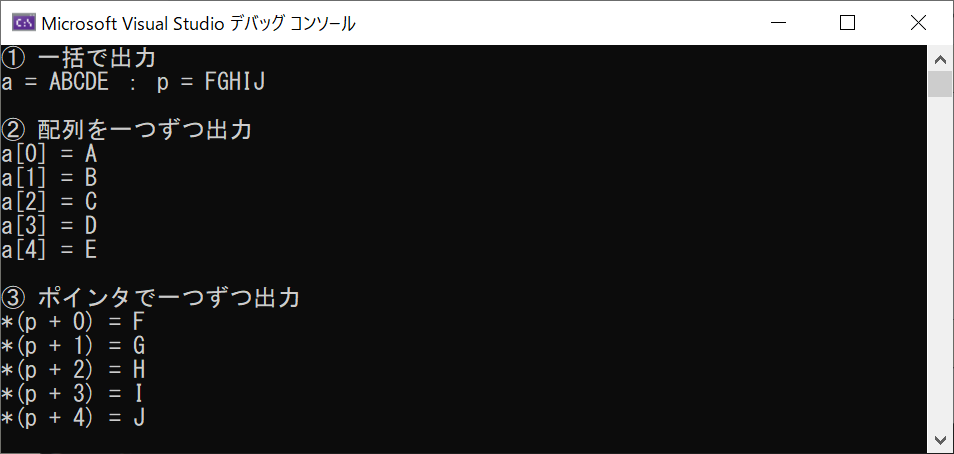 Microsoft Visual Studio デバッグ コンソール
① 一括で出力
a = ABCDE : p = FGHIJ
② 配列を一つずつ出力
a[0] = A
a[1] = B
a[2] = C
a[3] = D
a[4] = E
③ ポインタで一つずつ出力
*(p + 0) = F
*(p + 1) = G
*(p + 2) = H
*(p + 3) = I
*(p + 4) = J